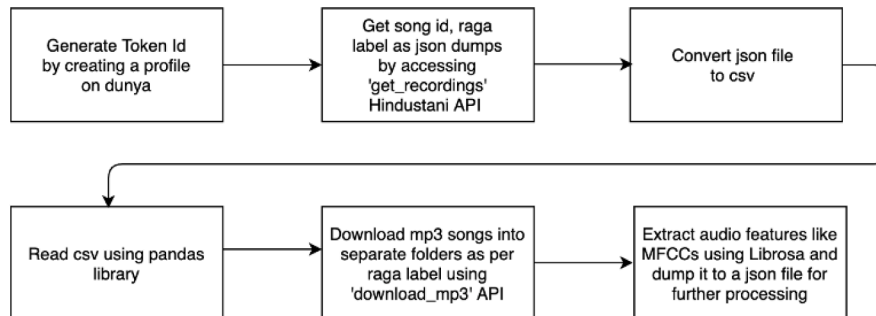 Generate Token Id
by creating a profile
on dunya
Get song id, raga
label as json dumps
by accessing
'get_recordings'
Hindustani API
Convert json file
to csv
Read csv using pandas
library
Download mp3 songs into
separate folders as per
raga label using
'download_mp3' API
Extract audio features like
MFCCs using Librosa and
dump it to a json file for
further processing